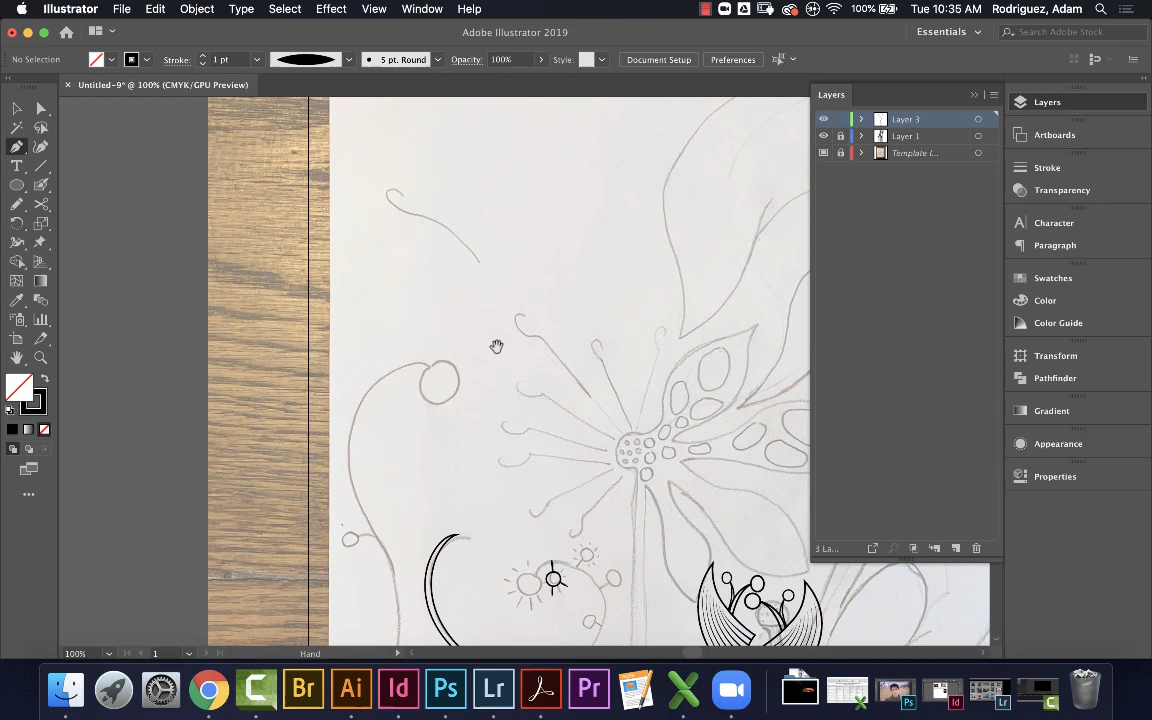 Illustrator File Edit Object Type Select Effect View Window Help 100% Tue 10:35 AM Rodriguez, Adam
Adobe Illustrator 2019 Essentials Search Adobe Stock
No Selection Stroke: 1 pt 5 pt. Round Opacity: 100% Style: Document Setup Preferences
Untitled-9* @ 100% (CMYK/GPU Preview)
Layers
Layer 3
Layer 1
Template I...
3 La...
Layers
Artboards
Stroke
Transparency
Character
Paragraph
Swatches
Color
Color Guide
Transform
Pathfinder
Gradient
Appearance
Properties
100% 1 Hand
Br Ai Id Ps Lr Pr Ps Id Lr